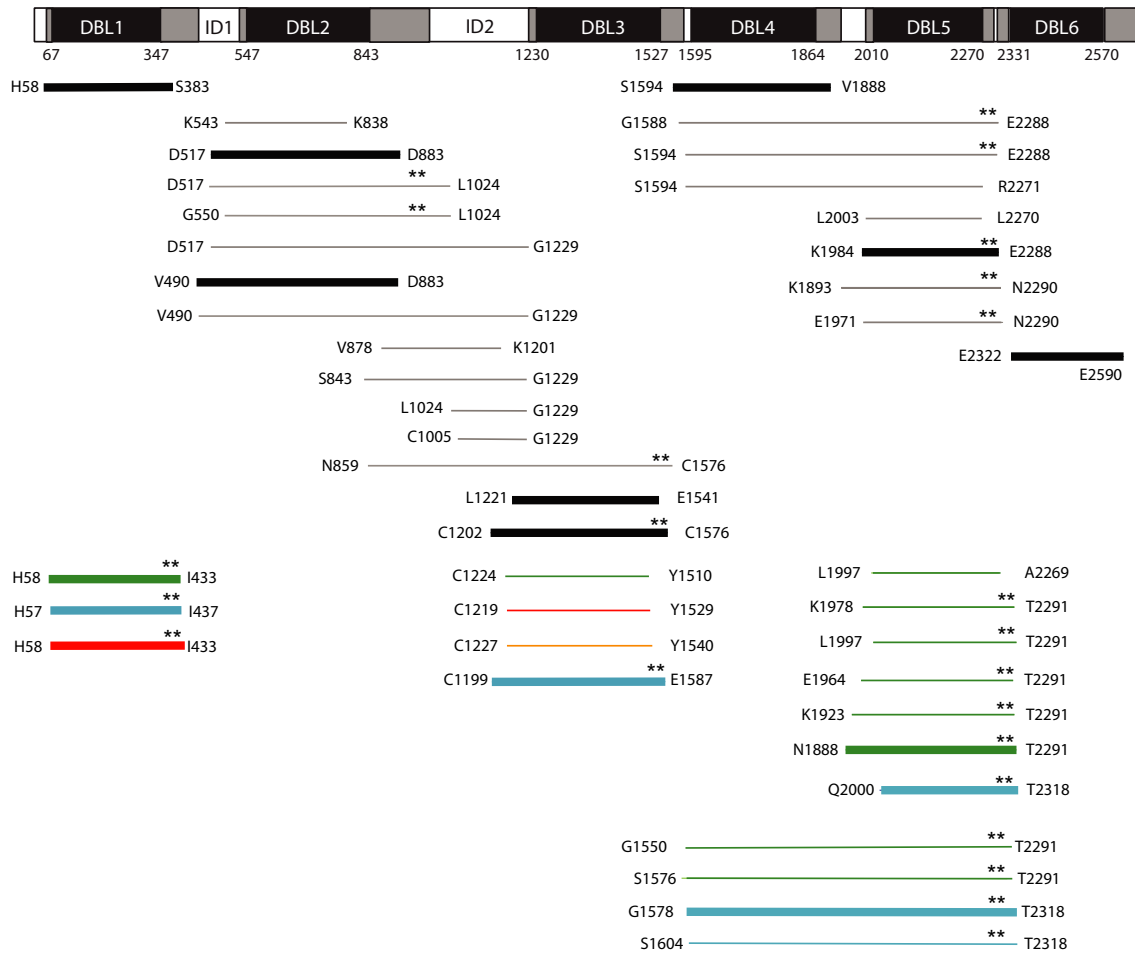 DBL1 ID1 DBL2 ID2 DBL3 DBL4 DBL5 DBL6
67 347 547 843 1230 1527 1595 1864 2010 2270 2331 2570
H58 S383 S1594 V1888
K543 K838 G1588 ** E2288
D517 D883 S1594 ** E2288
D517 ** L1024 S1594 R2271
G550 ** L1024 L2003 L2270
D517 G1229 K1984 ** E2288
V490 D883 K1893 ** N2290
V490 G1229 E1971 ** N2290
V878 K1201 E2322 E2590
S843 G1229
L1024 G1229
C1005 G1229
N859 ** C1576
L1221 E1541
C1202 ** C1576
H58 ** I433 C1224 Y1510 L1997 A2269
H57 ** I437 C1219 Y1529 K1978 ** T2291
H58 ** I433 C1227 Y1540 L1997 ** T2291
C1199 ** E1587 E1964 ** T2291
K1923 ** T2291
N1888 ** T2291
Q2000 ** T2318
G1550 ** T2291
S1576 ** T2291
G1578 ** T2318
S1604 ** T2318